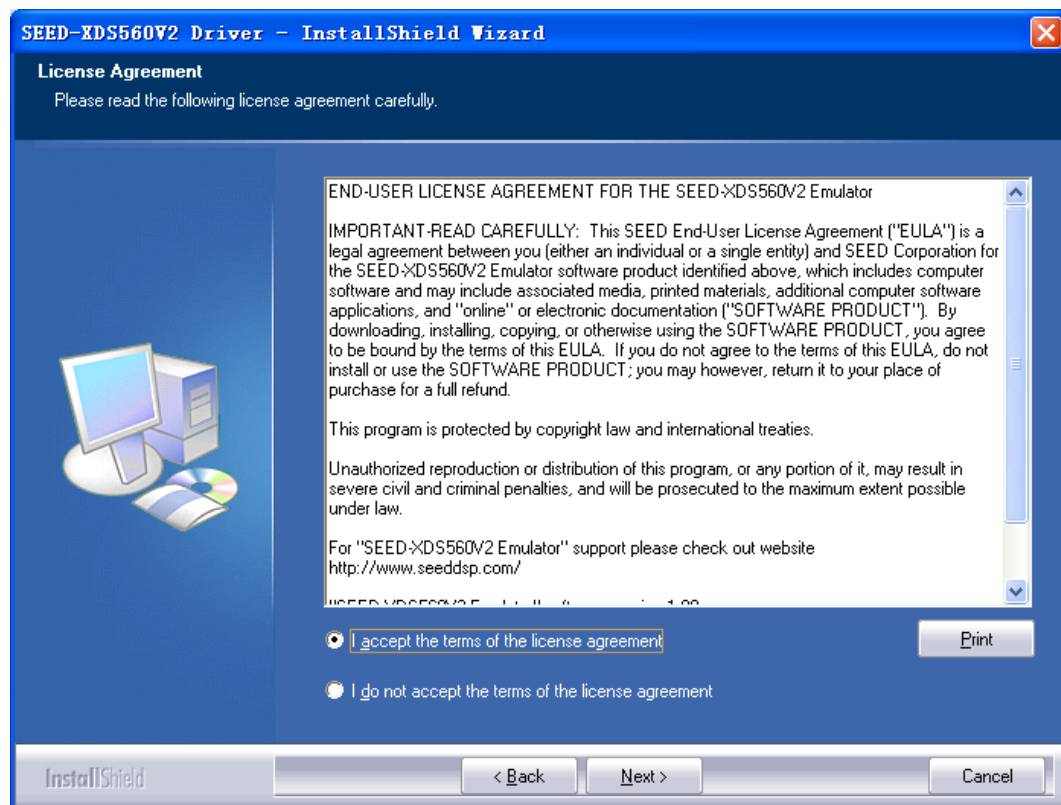 SEED-XDS560V2 Driver - InstallShield Wizard
License Agreement
Please read the following license agreement carefully.
END-USER LICENSE AGREEMENT FOR THE SEED-XDS560V2 Emulator
IMPORTANT-READ CAREFULLY:  This SEED End-User License Agreement ("EULA") is a
legal agreement between you (either an individual or a single entity) and SEED Corporation for
the SEED-XDS560V2 Emulator software product identified above, which includes computer
software and may include associated media, printed materials, additional computer software
applications, and "online" or electronic documentation ("SOFTWARE PRODUCT").  By
downloading, installing, copying, or otherwise using the SOFTWARE PRODUCT, you agree
to be bound by the terms of this EULA.  If you do not agree to the terms of this EULA, do not
install or use the SOFTWARE PRODUCT; you may however, return it to your place of
purchase for a full refund.
This program is protected by copyright law and international treaties.
Unauthorized reproduction or distribution of this program, or any portion of it, may result in
severe civil and criminal penalties, and will be prosecuted to the maximum extent possible
under law.
For "SEED-XDS560V2 Emulator" support please check out website
http://www.seeddsp.com/
I accept the terms of the license agreement
Print
I do not accept the terms of the license agreement
InstallShield
< Back
Next >
Cancel